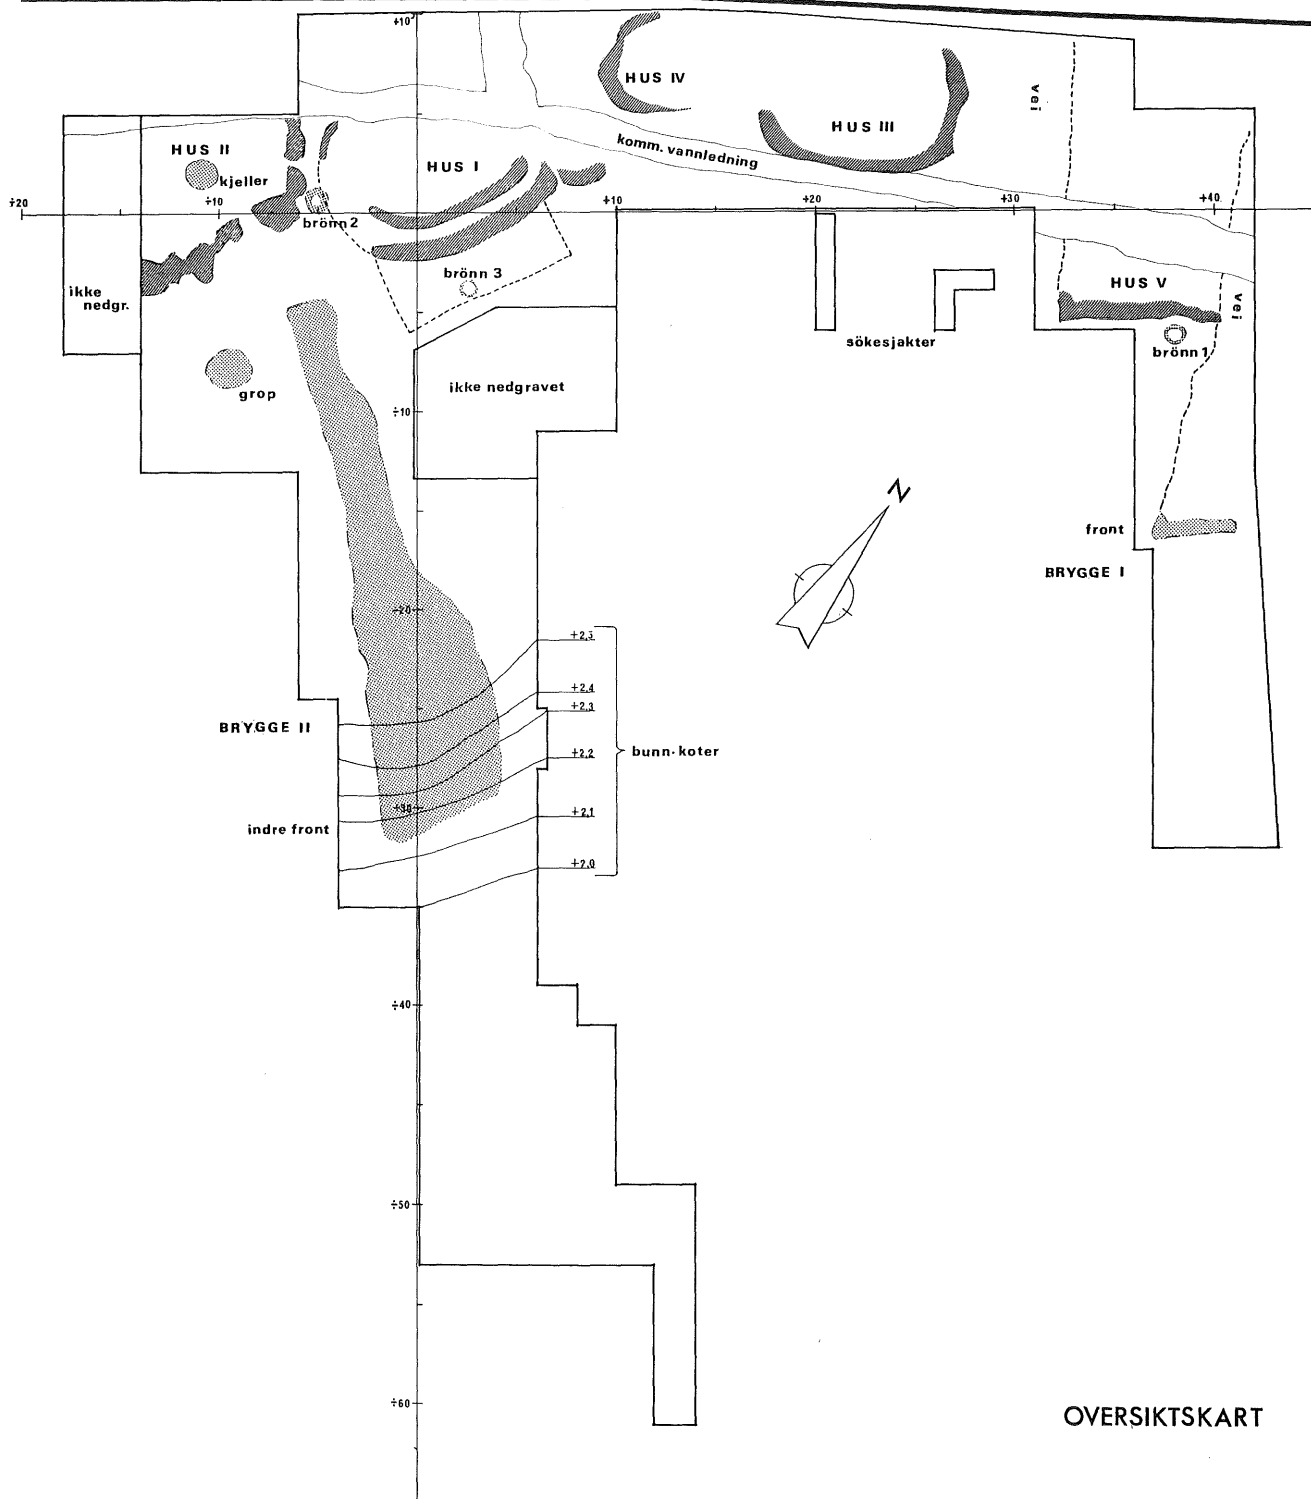 +10
HUS IV
vei
HUS III
komm. vannledning
HUS II
kjeller
HUS I
÷20
÷10
brönn 2
+10
+20
+30
+40
ikke
nedgr.
brönn 3
HUS V
vei
sökesjakter
brönn 1
grop
ikke nedgravet
÷10
N
front
BRYGGE I
÷20
+2,5
+2,4
BRYGGE II
+2,3
+2,2
bunn-koter
÷30
indre front
+2,1
+2,0
÷40
÷50
÷60
OVERSIKTSKART